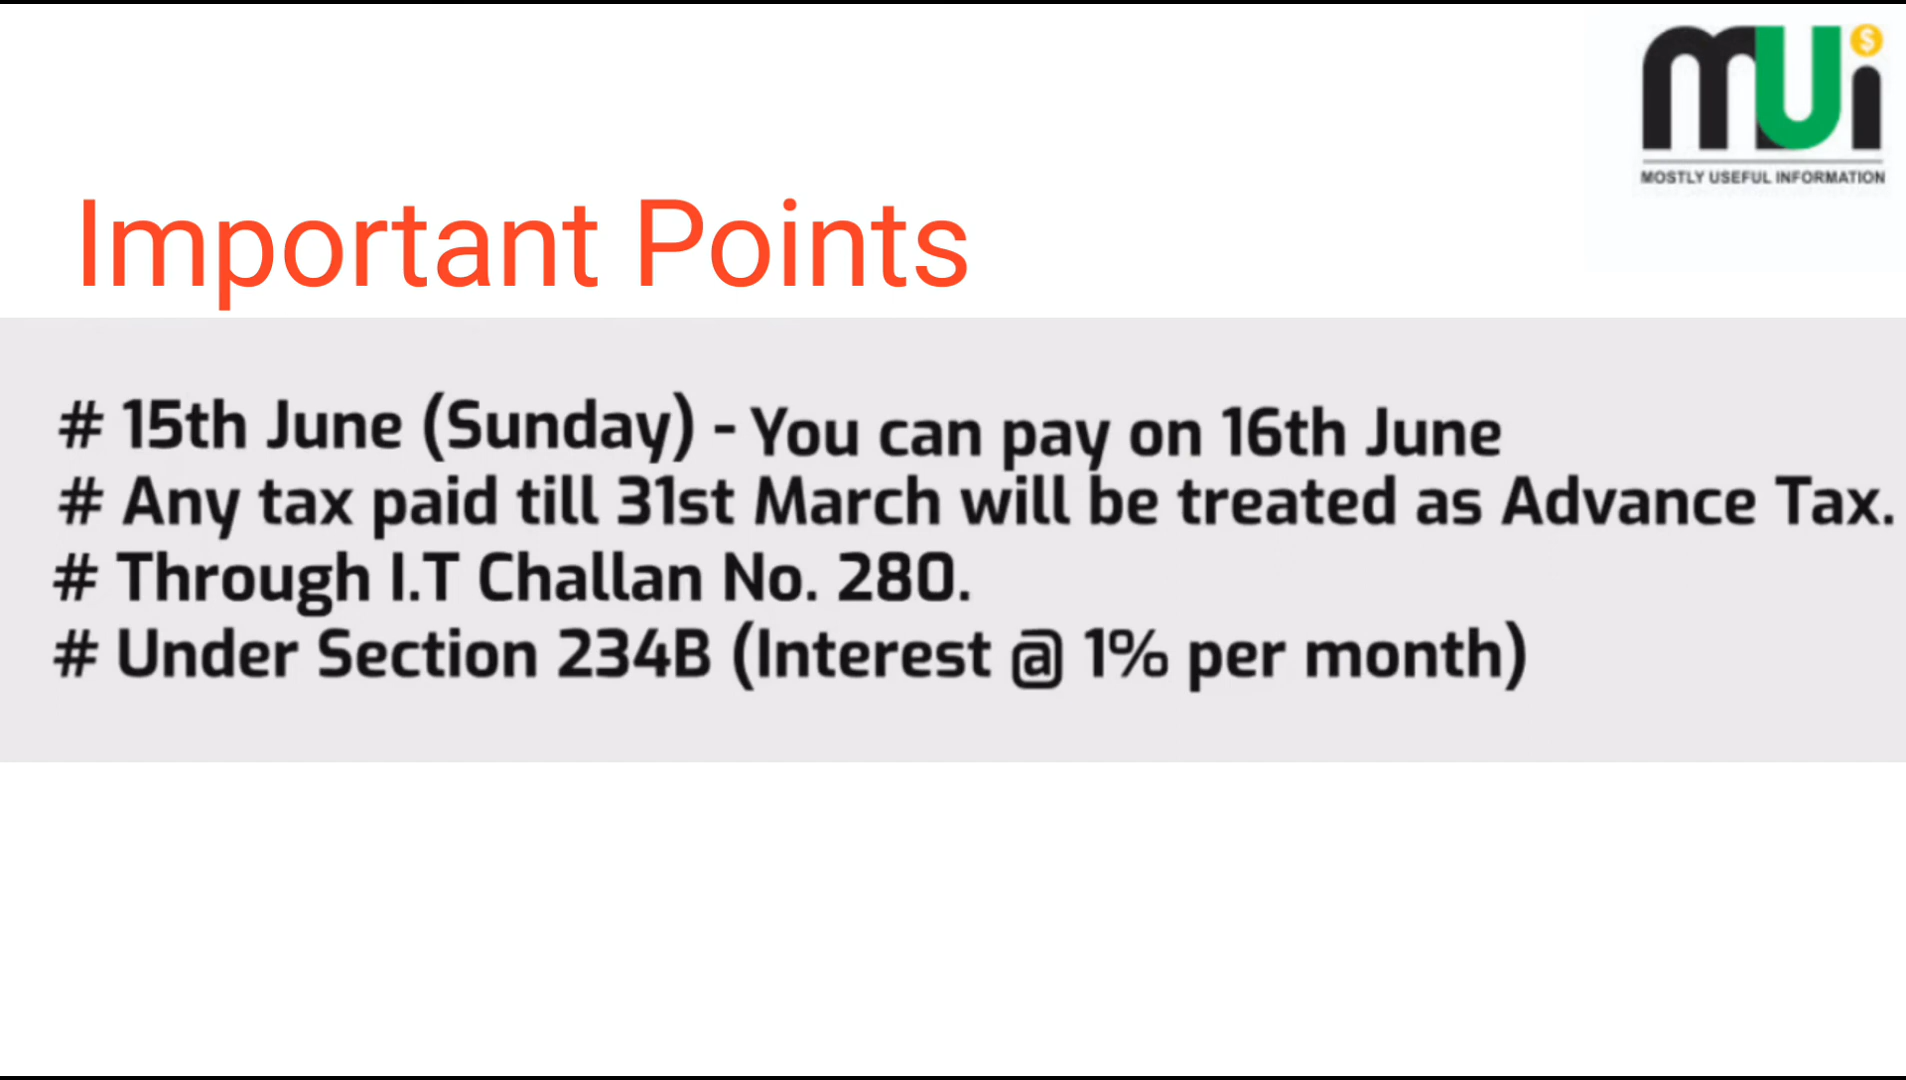 mUi
MOSTLY USEFUL INFORMATION
Important Points
# 15th June (Sunday) - You can pay on 16th June
# Any tax paid till 31st March will be treated as Advance Tax.
# Through I.T Challan No. 280.
# Under Section 234B (Interest @ 1% per month)